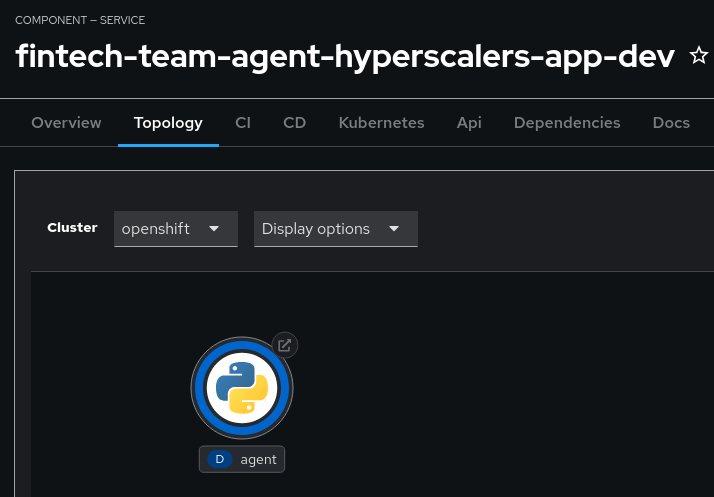 COMPONENT — SERVICE
fintech-team-agent-hyperscalers-app-dev
Overview Topology CI CD Kubernetes Api Dependencies Docs
Cluster openshift Display options
D agent